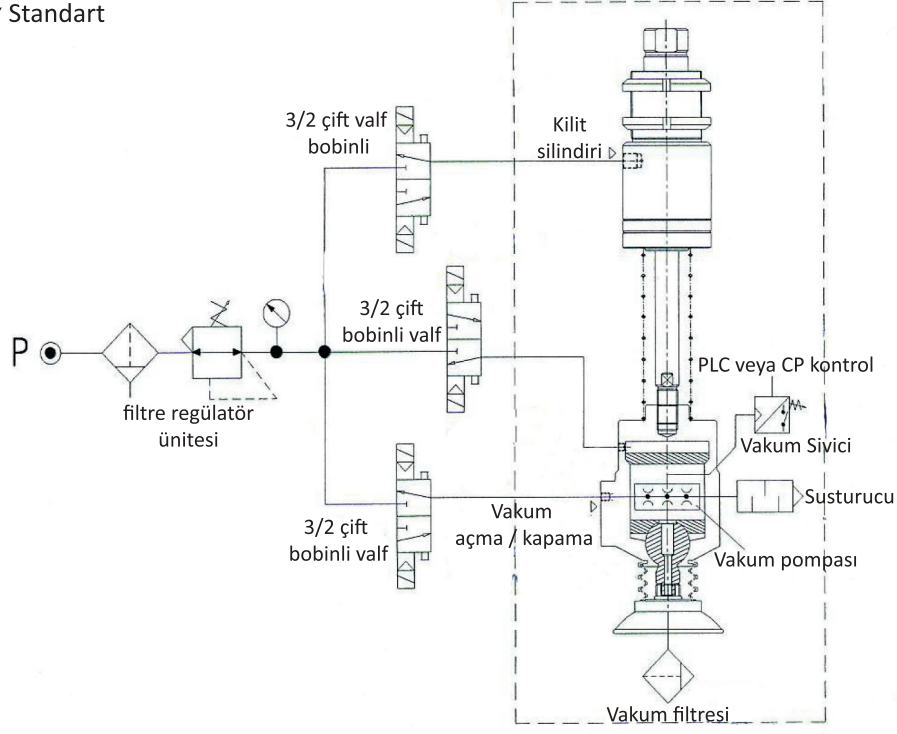 Standart
3/2 çift valf
bobinli
Kilit
silindiri
3/2 çift
bobinli valf
P
filtre regülatör
ünitesi
PLC veya CP kontrol
Vakum Sivici
Susturucu
Vakum
açma / kapama
3/2 çift
bobinli valf
Vakum pompası
Vakum filtresi